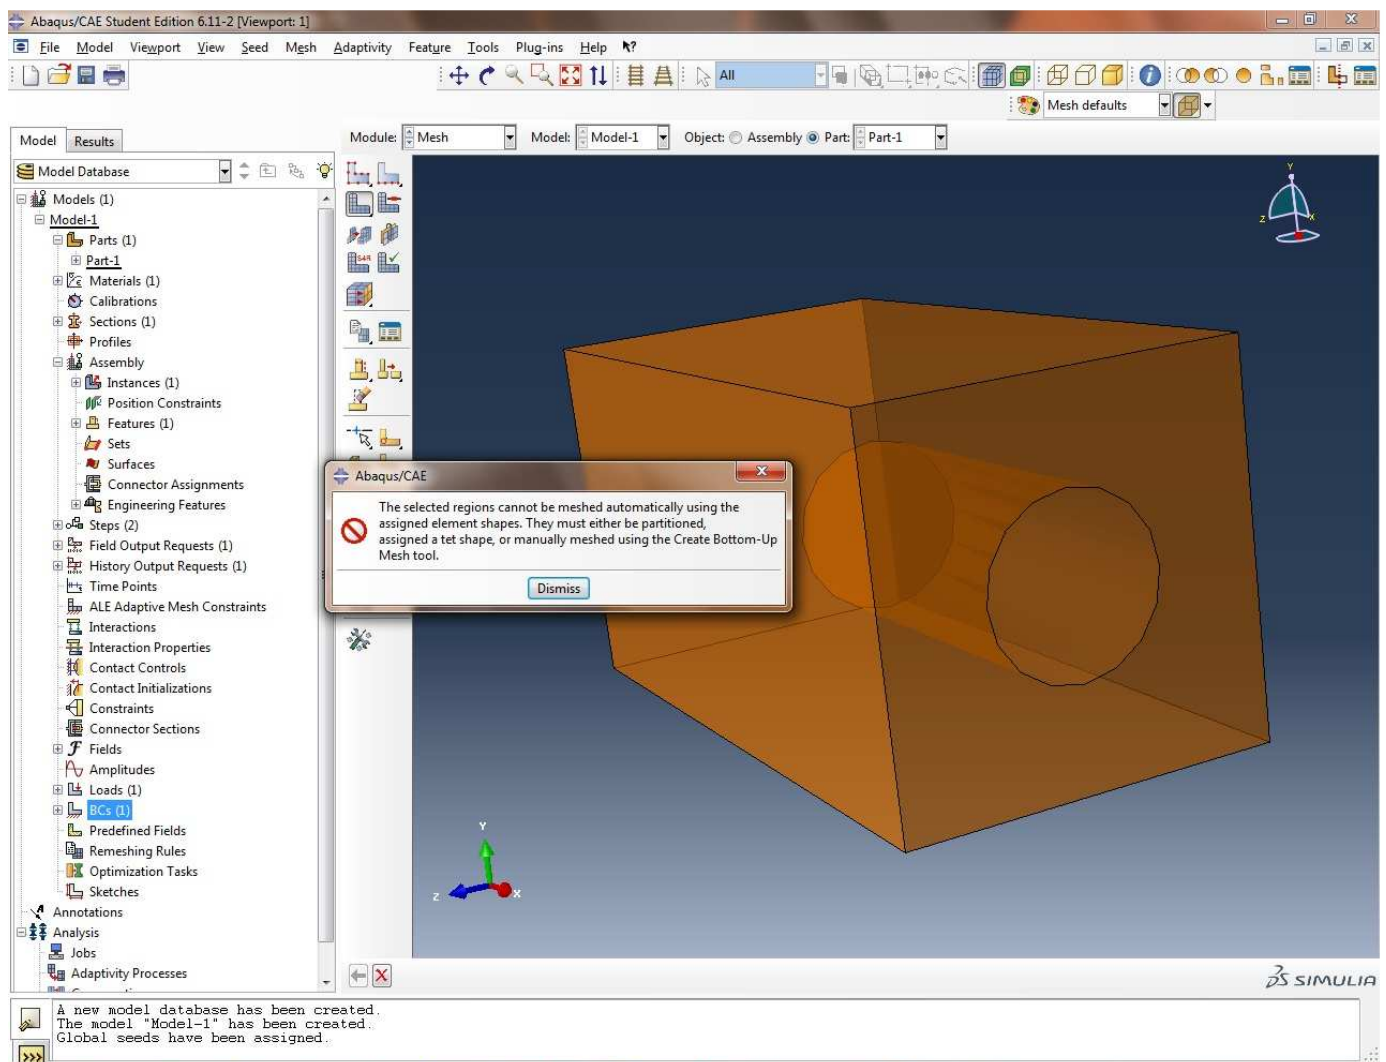 Abaqus/CAE Student Edition 6.11-2 [Viewport: 1]
File Model Viewport View Seed Mesh Adaptivity Feature Tools Plug-ins Help
All
Mesh defaults
Model Results
Module: Mesh Model: Model-1 Object: Assembly Part: Part-1
Model Database
Models (1)
Model-1
Parts (1)
Part-1
Materials (1)
Calibrations
Sections (1)
Profiles
Assembly
Instances (1)
Position Constraints
Features (1)
Sets
Surfaces
Connector Assignments
Engineering Features
Steps (2)
Field Output Requests (1)
History Output Requests (1)
Time Points
ALE Adaptive Mesh Constraints
Interactions
Interaction Properties
Contact Controls
Contact Initializations
Constraints
Connector Sections
Fields
Amplitudes
Loads (1)
BCs (1)
Predefined Fields
Remeshing Rules
Optimization Tasks
Sketches
Annotations
Analysis
Jobs
Adaptivity Processes
Abaqus/CAE
The selected regions cannot be meshed automatically using the
assigned element shapes. They must either be partitioned,
assigned a tet shape, or manually meshed using the Create Bottom-Up
Mesh tool.
Dismiss
Y
Z
X
Y
Z
X
SIMULIA
A new model database has been created.
The model "Model-1" has been created.
Global seeds have been assigned.
>>>